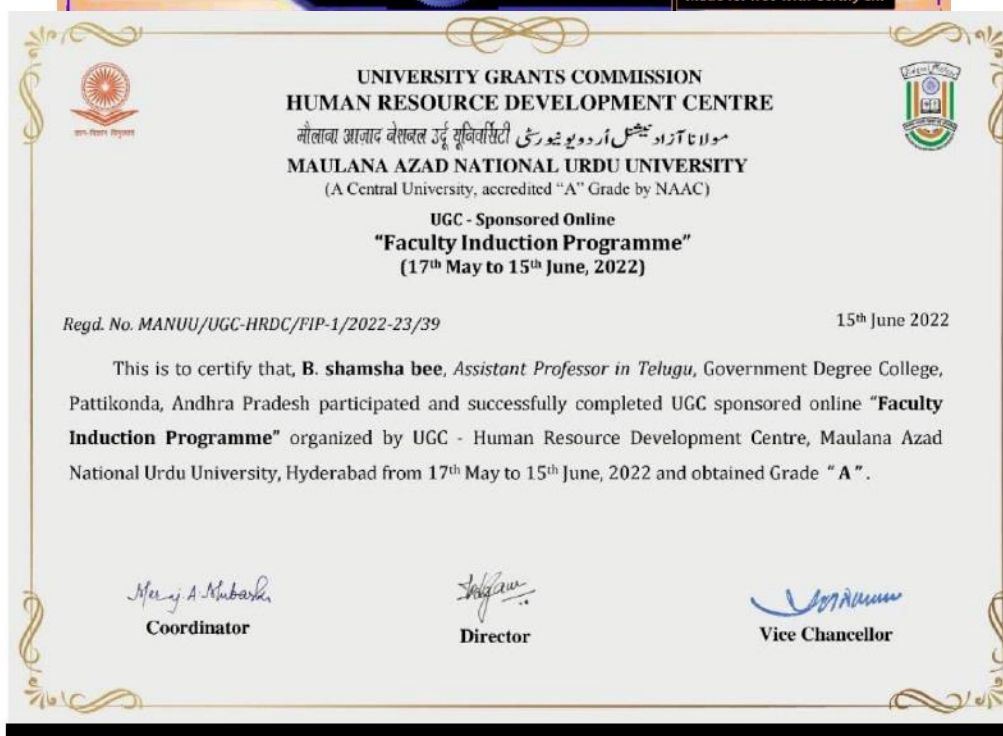 UNIVERSITY GRANTS COMMISSION
HUMAN RESOURCE DEVELOPMENT CENTRE
मौलाना आज़ाद नेशनल उर्दू यूनिवर्सिटी مولانا آزاد نیشنل اُردو یونیورسٹی
MAULANA AZAD NATIONAL URDU UNIVERSITY
(A Central University, accredited “A” Grade by NAAC)
UGC - Sponsored Online
“Faculty Induction Programme”
(17th May to 15th June, 2022)
Regd. No. MANUU/UGC-HRDC/FIP-1/2022-23/39
15th June 2022
This is to certify that, B. shamsha bee, Assistant Professor in Telugu, Government Degree College,
Pattikonda, Andhra Pradesh participated and successfully completed UGC sponsored online “Faculty
Induction Programme” organized by UGC - Human Resource Development Centre, Maulana Azad
National Urdu University, Hyderabad from 17th May to 15th June, 2022 and obtained Grade “ A ”.
Coordinator
Director
Vice Chancellor